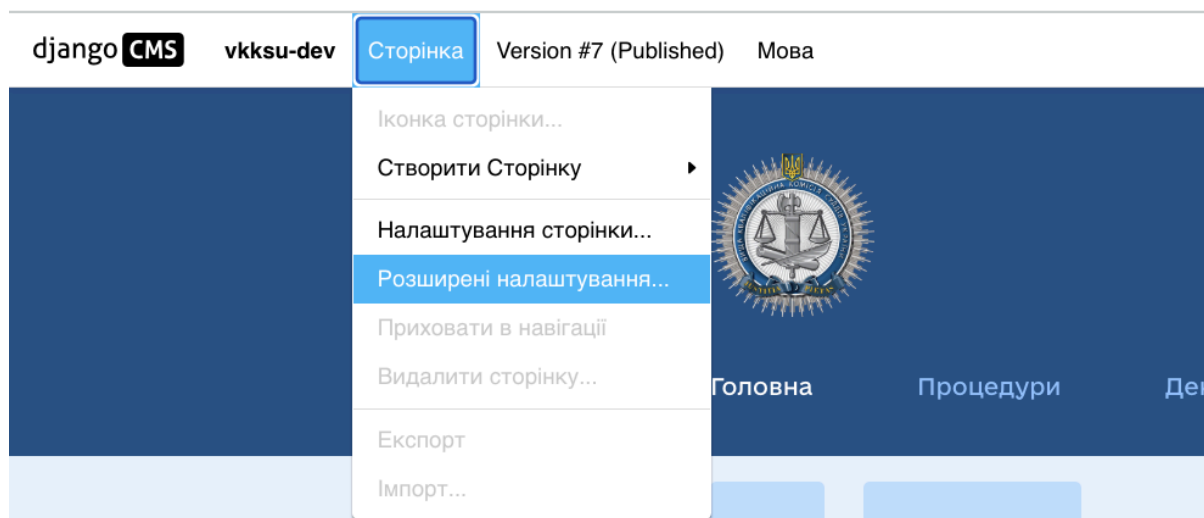 django CMS vkksu-dev Сторінка Version #7 (Published) Мова
Іконка сторінки...
Створити Сторінку
Налаштування сторінки...
Розширені налаштування...
Приховати в навігації
Видалити сторінку...
Головна Процедури
Експорт
Імпорт...